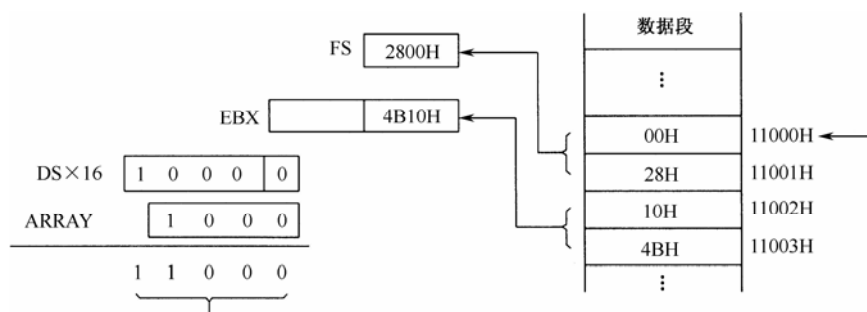 数据段
FS 2800H
⋮
EBX 4B10H
00H 11000H
DS×16 1 0 0 0 0
28H 11001H
10H 11002H
ARRAY 1 0 0 0
4BH 11003H
1 1 0 0 0
⋮